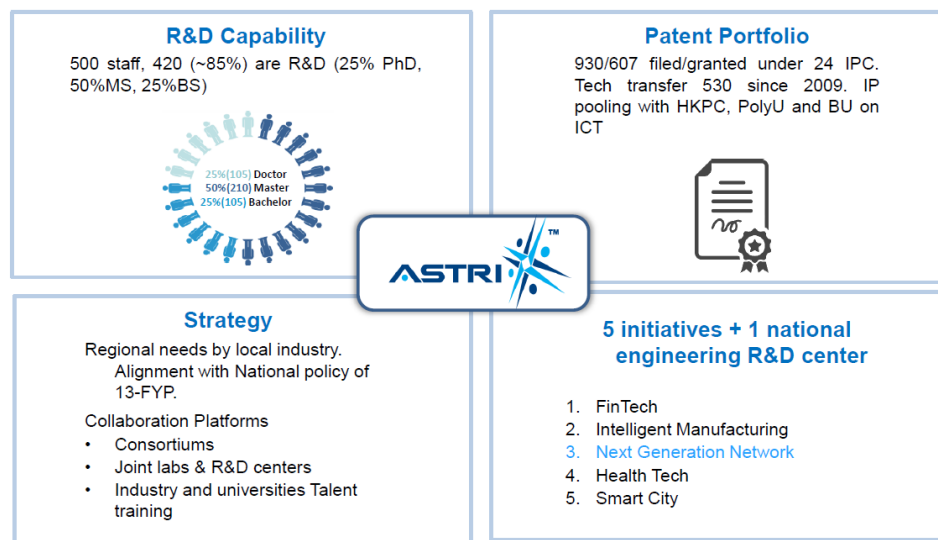 R&D Capability
500 staff, 420 (~85%) are R&D (25% PhD,
50%MS, 25%BS)
25%(105) Doctor
50%(210) Master
25%(105) Bachelor
Patent Portfolio
930/607 filed/granted under 24 IPC.
Tech transfer 530 since 2009. IP
pooling with HKPC, PolyU and BU on
ICT
ASTRI ™
Strategy
Regional needs by local industry.
Alignment with National policy of
13-FYP.
Collaboration Platforms
• Consortiums
• Joint labs & R&D centers
• Industry and universities Talent
training
5 initiatives + 1 national
engineering R&D center
1. FinTech
2. Intelligent Manufacturing
3. Next Generation Network
4. Health Tech
5. Smart City